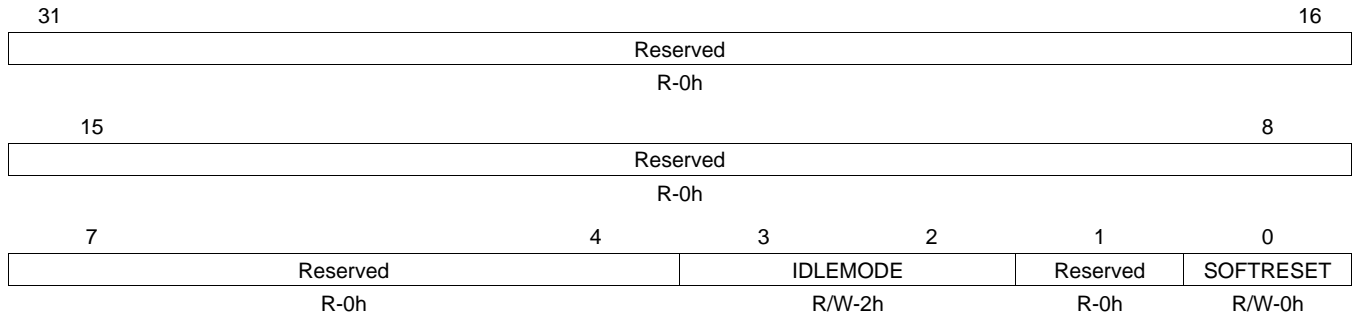 31 16
Reserved
R-0h
15 8
Reserved
R-0h
7 4 3 2 1 0
Reserved IDLEMODE Reserved SOFTRESET
R-0h R/W-2h R-0h R/W-0h